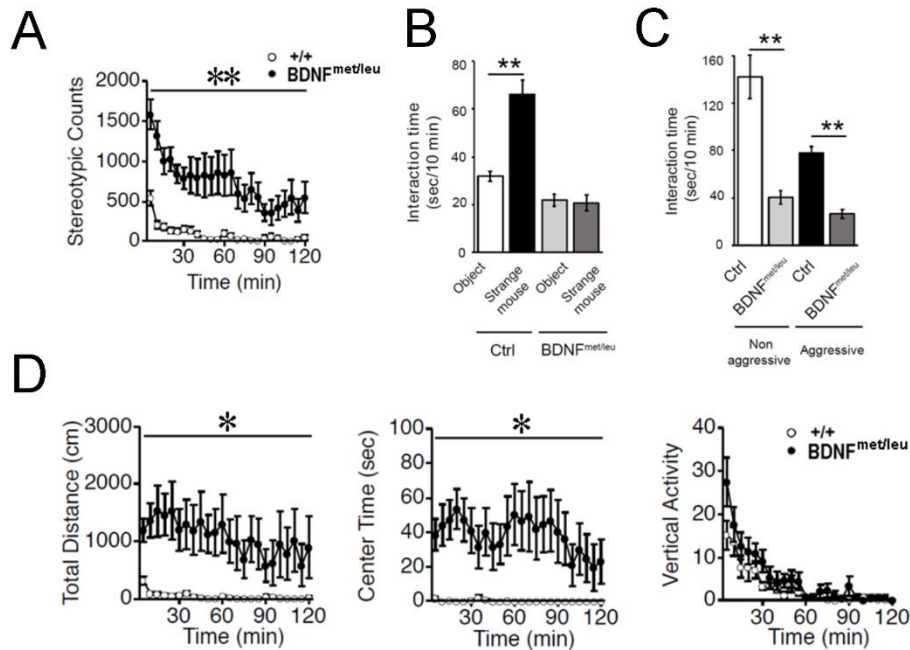 A
+/+
BDNFmet/leu
**
Stereotypic Counts
2000
1500
1000
500
0
30 60 90 120
Time (min)
B
**
Interaction time
(sec/10 min)
80
60
40
20
0
Object
Strange
mouse
Object
Strange
mouse
Ctrl
BDNFmet/leu
C
**
**
Interaction time
(sec/10 min)
160
120
80
40
0
Ctrl
BDNFmet/leu
Ctrl
BDNFmet/leu
Non
aggressive
Aggressive
D
*
Total Distance (cm)
3000
2000
1000
0
30 60 90 120
Time (min)
*
Center Time (sec)
100
80
60
40
20
0
30 60 90 120
Time (min)
+/+
BDNFmet/leu
Vertical Activity
40
30
20
10
0
30 60 90 120
Time (min)